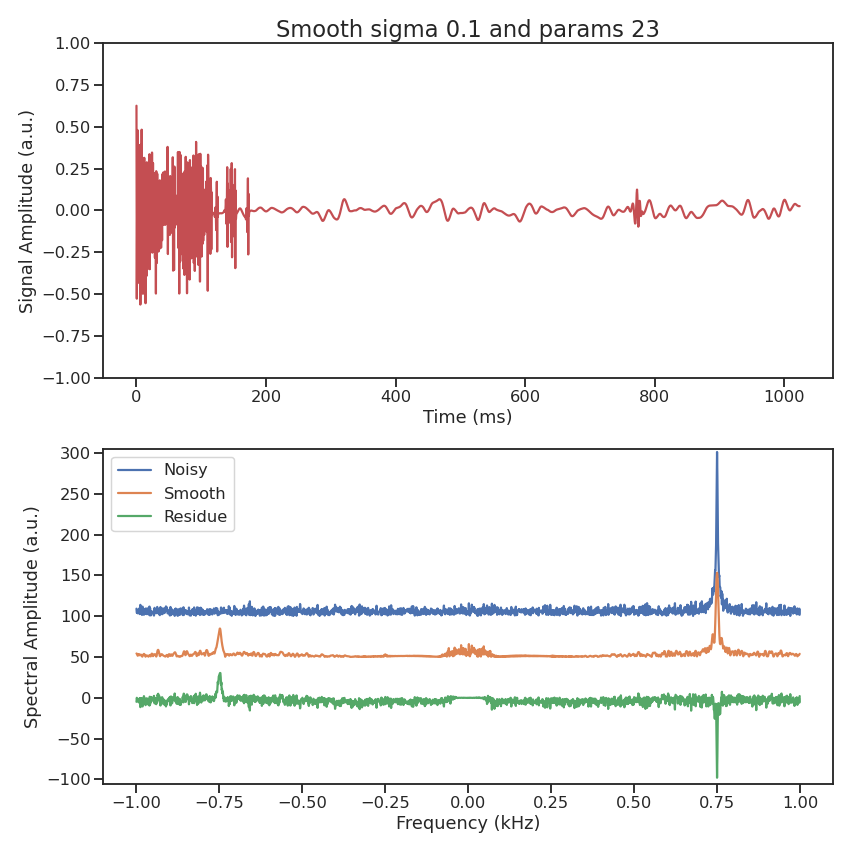 Smooth sigma 0.1 and params 23
Signal Amplitude (a.u.)
1.00
0.75
0.50
0.25
0.00
−0.25
−0.50
−0.75
−1.00
0 200 400 600 800 1000
Time (ms)
Spectral Amplitude (a.u.)
300
250
200
150
100
50
0
−50
−100
Noisy
Smooth
Residue
−1.00 −0.75 −0.50 −0.25 0.00 0.25 0.50 0.75 1.00
Frequency (kHz)